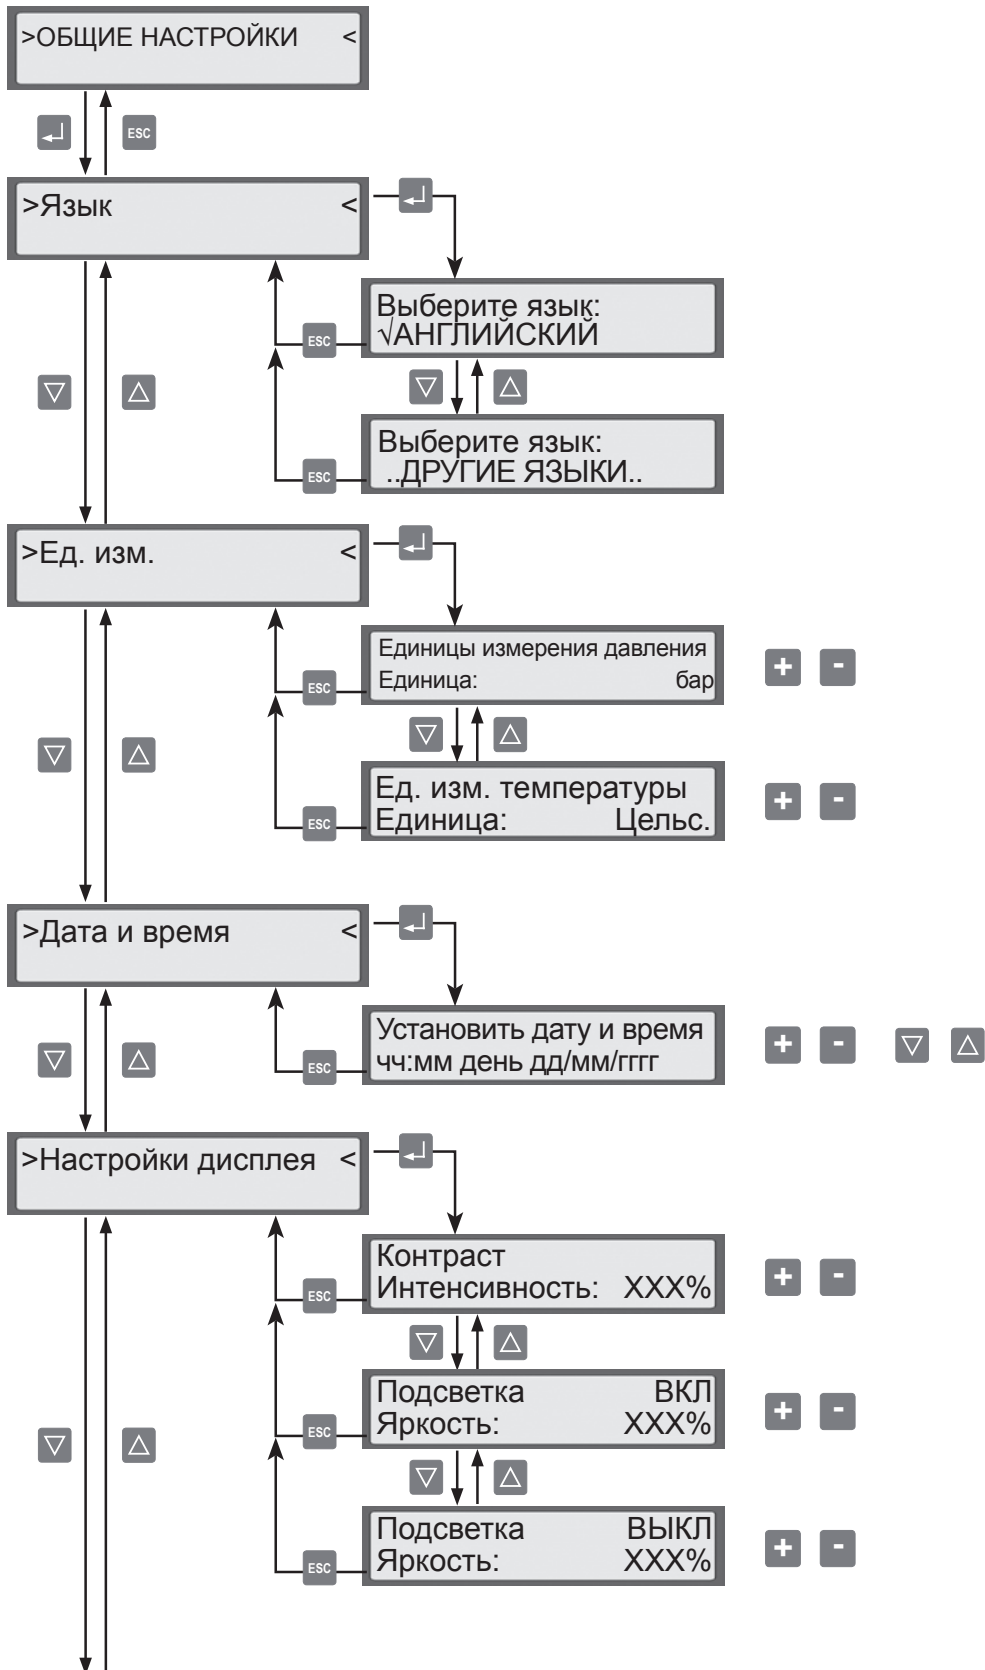 >ОБЩИЕ НАСТРОЙКИ <
ESC
>Язык <
Выберите язык:
√АНГЛИЙСКИЙ
ESC
Выберите язык:
..ДРУГИЕ ЯЗЫКИ..
ESC
>Ед. изм. <
Единицы измерения давления
Единица: бар
+ -
ESC
Ед. изм. температуры
Единица: Цельс.
+ -
ESC
>Дата и время <
Установить дату и время
чч:мм день дд/мм/гггг
+ -
ESC
>Настройки дисплея <
Контраст
Интенсивность: XXX%
+ -
ESC
Подсветка ВКЛ
Яркость: XXX%
+ -
ESC
Подсветка ВЫКЛ
Яркость: XXX%
+ -
ESC